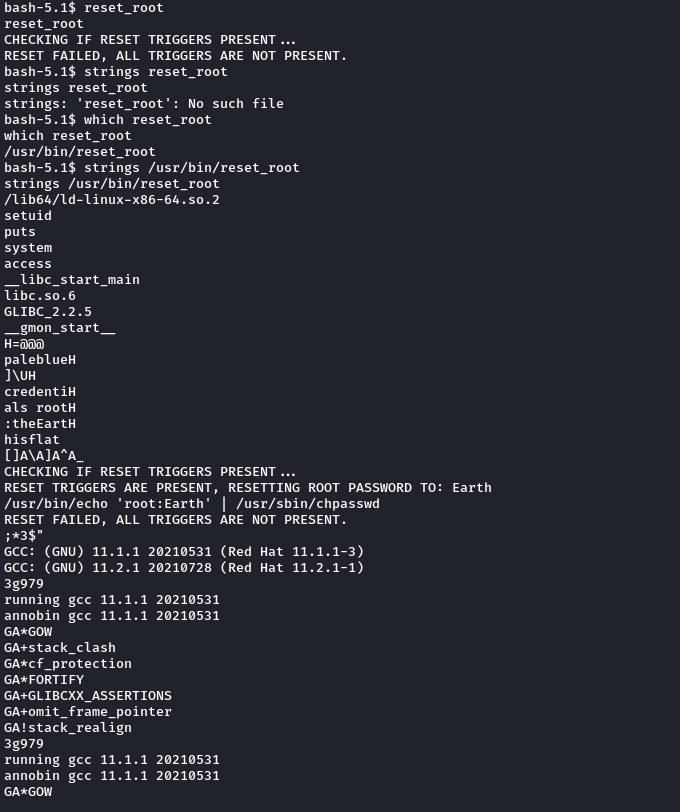 bash-5.1$ reset_root
reset_root
CHECKING IF RESET TRIGGERS PRESENT...
RESET FAILED, ALL TRIGGERS ARE NOT PRESENT.
bash-5.1$ strings reset_root
strings reset_root
strings: 'reset_root': No such file
bash-5.1$ which reset_root
which reset_root
/usr/bin/reset_root
bash-5.1$ strings /usr/bin/reset_root
strings /usr/bin/reset_root
/lib64/ld-linux-x86-64.so.2
setuid
puts
system
access
__libc_start_main
libc.so.6
GLIBC_2.2.5
__gmon_start__
H=@@@
paleblueH
]\UH
credentiH
als rootH
:theEartH
hisflat
[]A\A]A^A_
CHECKING IF RESET TRIGGERS PRESENT...
RESET TRIGGERS ARE PRESENT, RESETTING ROOT PASSWORD TO: Earth
/usr/bin/echo 'root:Earth' | /usr/sbin/chpasswd
RESET FAILED, ALL TRIGGERS ARE NOT PRESENT.
;*3$"
GCC: (GNU) 11.1.1 20210531 (Red Hat 11.1.1-3)
GCC: (GNU) 11.2.1 20210728 (Red Hat 11.2.1-1)
3g979
running gcc 11.1.1 20210531
annobin gcc 11.1.1 20210531
GA*GOW
GA+stack_clash
GA*cf_protection
GA*FORTIFY
GA+GLIBCXX_ASSERTIONS
GA+omit_frame_pointer
GA!stack_realign
3g979
running gcc 11.1.1 20210531
annobin gcc 11.1.1 20210531
GA*GOW